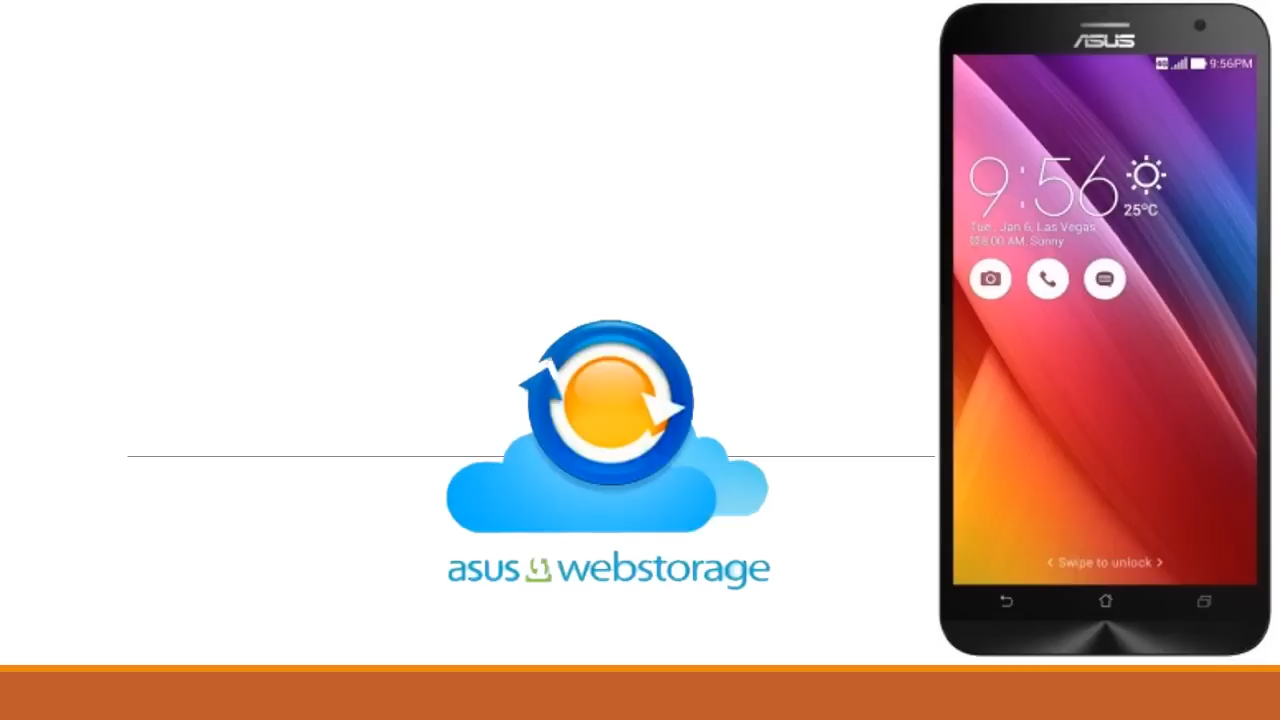 ASUS
9:56PM
9:56
25°C
Tue, Jan 6, Las Vegas
8:00 AM, Sunny
< Swipe to unlock >
asus webstorage